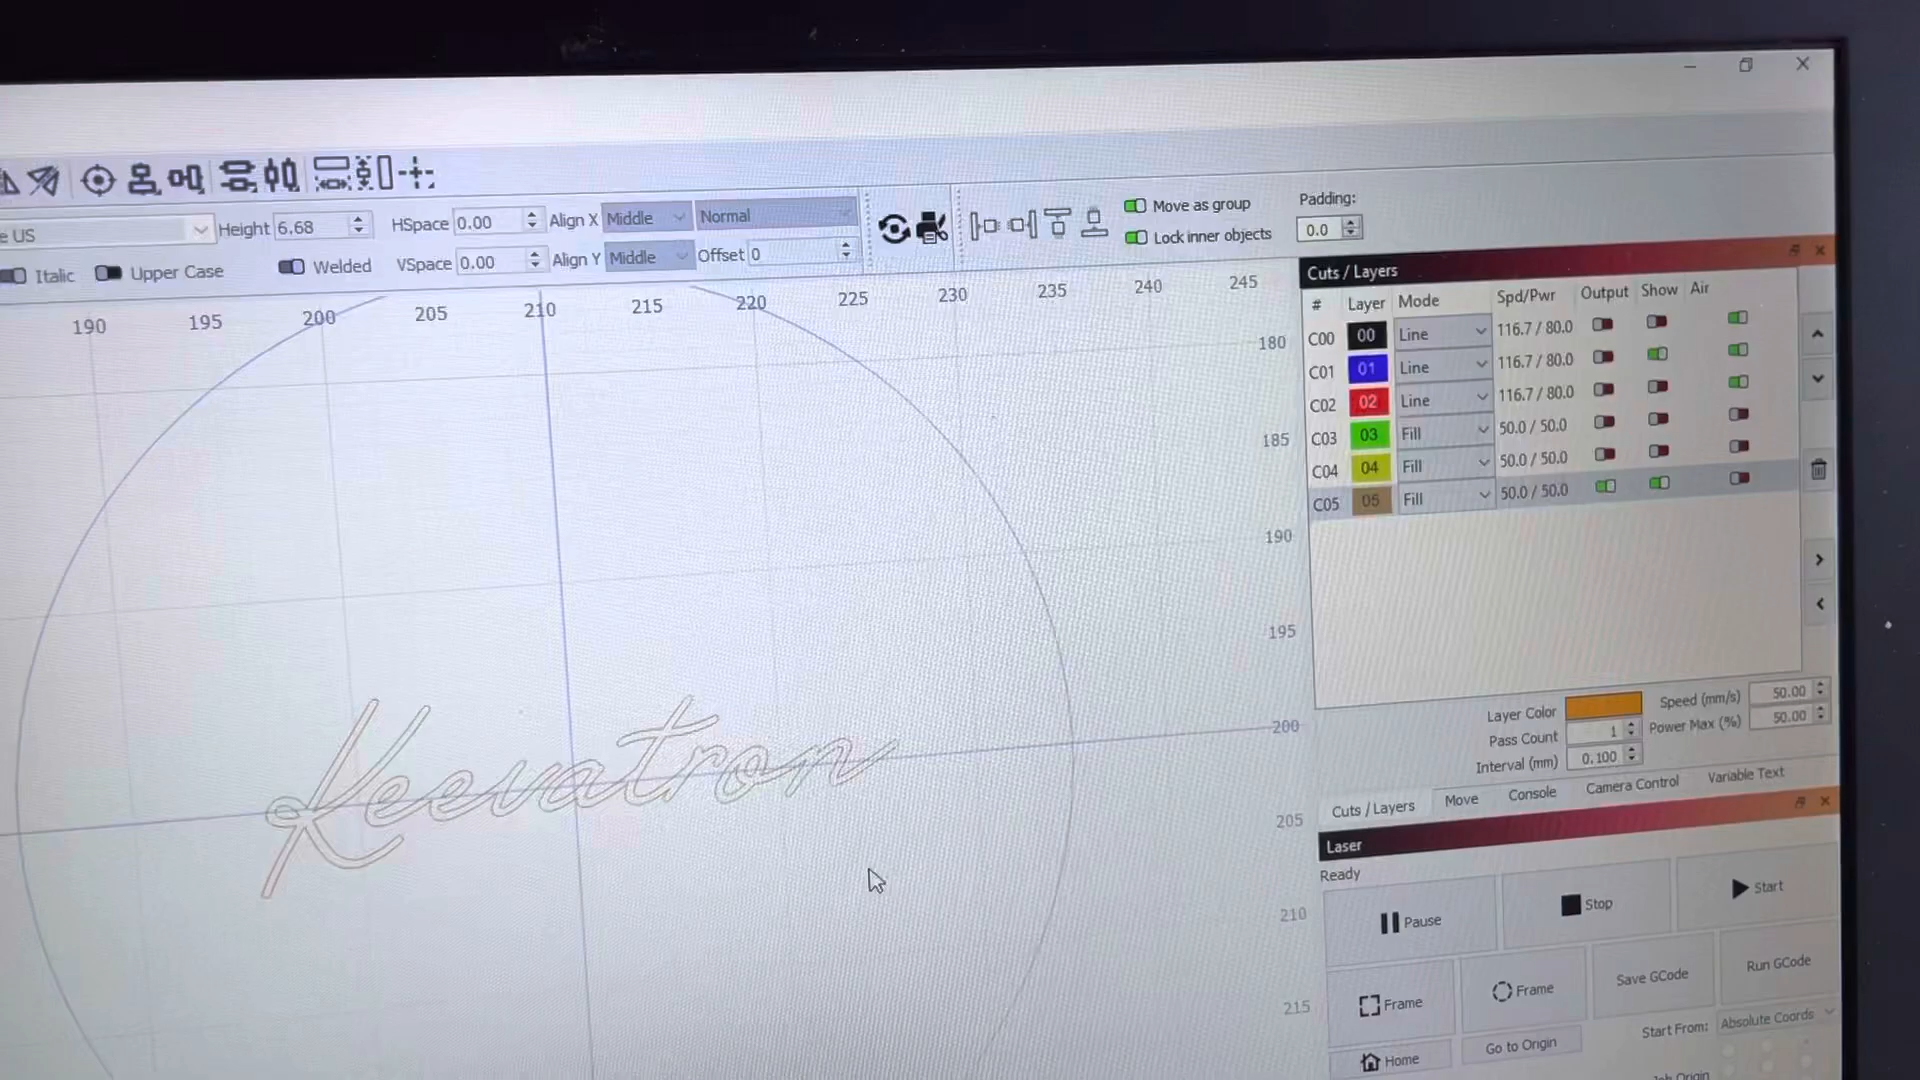 Padding:
e US
Height 6.68
HSpace 0.00
Align X Middle
Normal
Move as group
0.0
Italic
Upper Case
Welded
VSpace 0.00
Align Y Middle
Offset 0
Lock inner objects
190 195 200 205 210 215 220 225 230 235 240 245
180
185
190
195
200
205
210
215
Keevatron
Cuts / Layers
# Layer Mode Spd/Pwr Output Show Air
C00 00 Line 116.7 / 80.0
C01 01 Line 116.7 / 80.0
C02 02 Line 116.7 / 80.0
C03 03 Fill 50.0 / 50.0
C04 04 Fill 50.0 / 50.0
C05 05 Fill 50.0 / 50.0
Layer Color
Speed (mm/s) 50.00
Pass Count 1
Power Max (%) 50.00
Interval (mm) 0.100
Cuts / Layers Move Console Camera Control Variable Text
Laser
Ready
Pause
Stop
Start
Frame
Frame
Save GCode
Run GCode
Home
Go to Origin
Start From: Absolute Coords